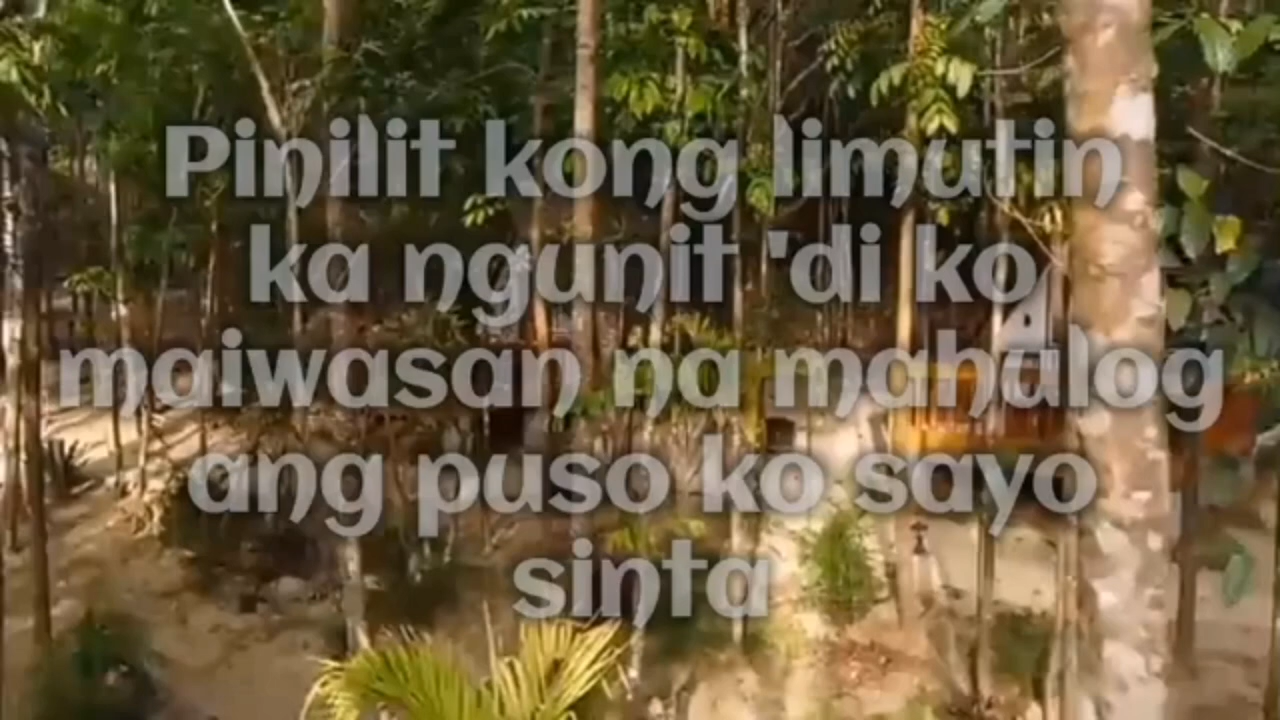 Pinilit kong limutin
ka ngunit 'di ko
maiwasan na mahulog
ang puso ko sayo
sinta